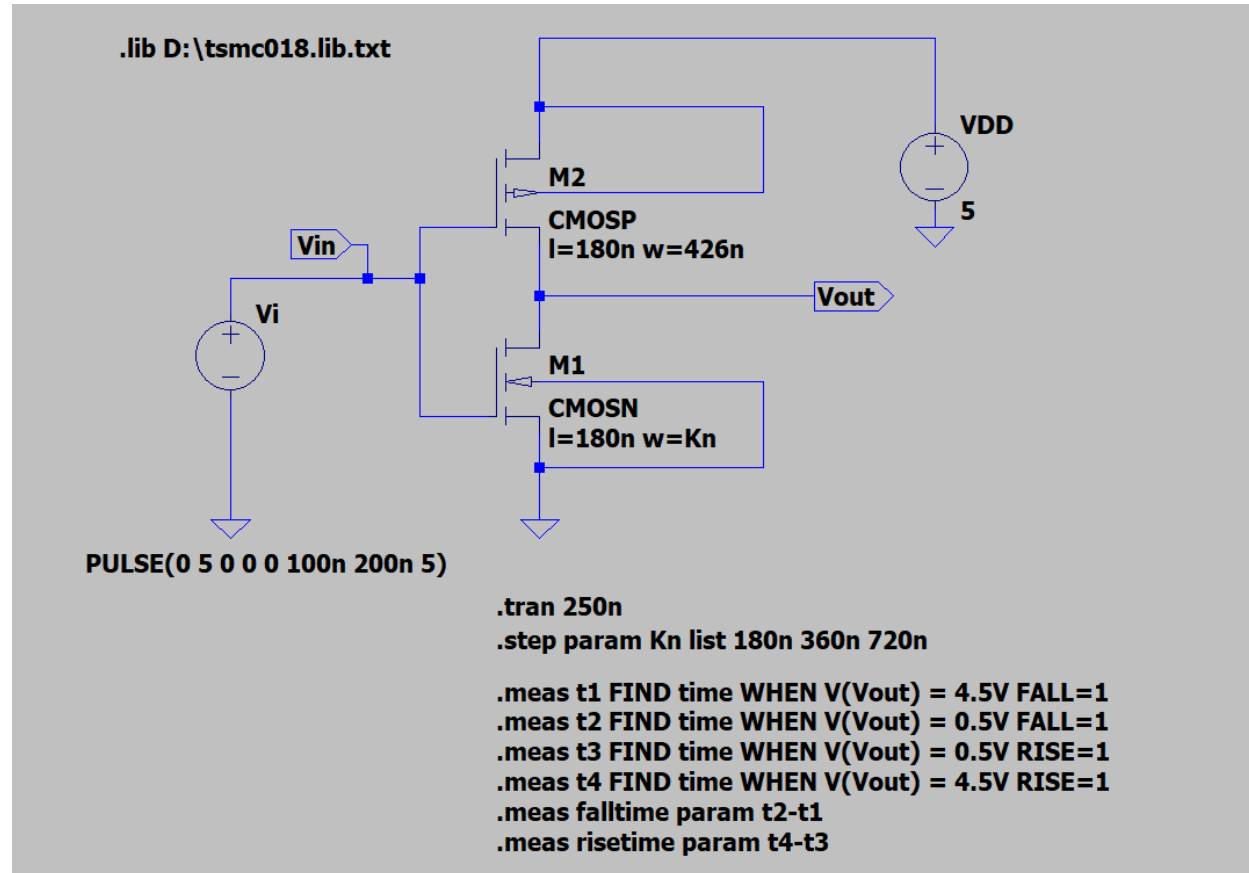 .lib D:\tsmc018.lib.txt
VDD
5
M2
CMOSP
l=180n w=426n
Vin
Vout
Vi
M1
CMOSN
l=180n w=Kn
PULSE(0 5 0 0 0 100n 200n 5)
.tran 250n
.step param Kn list 180n 360n 720n
.meas t1 FIND time WHEN V(Vout) = 4.5V FALL=1
.meas t2 FIND time WHEN V(Vout) = 0.5V FALL=1
.meas t3 FIND time WHEN V(Vout) = 0.5V RISE=1
.meas t4 FIND time WHEN V(Vout) = 4.5V RISE=1
.meas falltime param t2-t1
.meas risetime param t4-t3